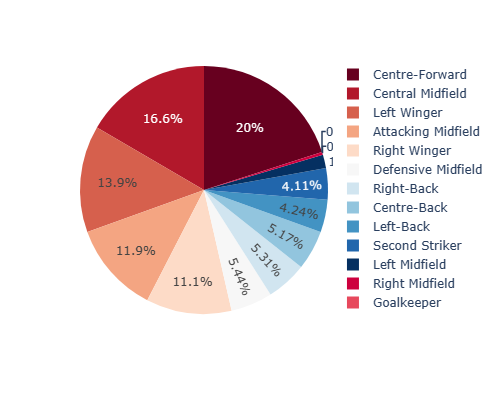 20%
16.6%
13.9%
11.9%
11.1%
5.44%
5.31%
5.17%
4.24%
4.11%
0
0
1
Centre-Forward
Central Midfield
Left Winger
Attacking Midfield
Right Winger
Defensive Midfield
Right-Back
Centre-Back
Left-Back
Second Striker
Left Midfield
Right Midfield
Goalkeeper